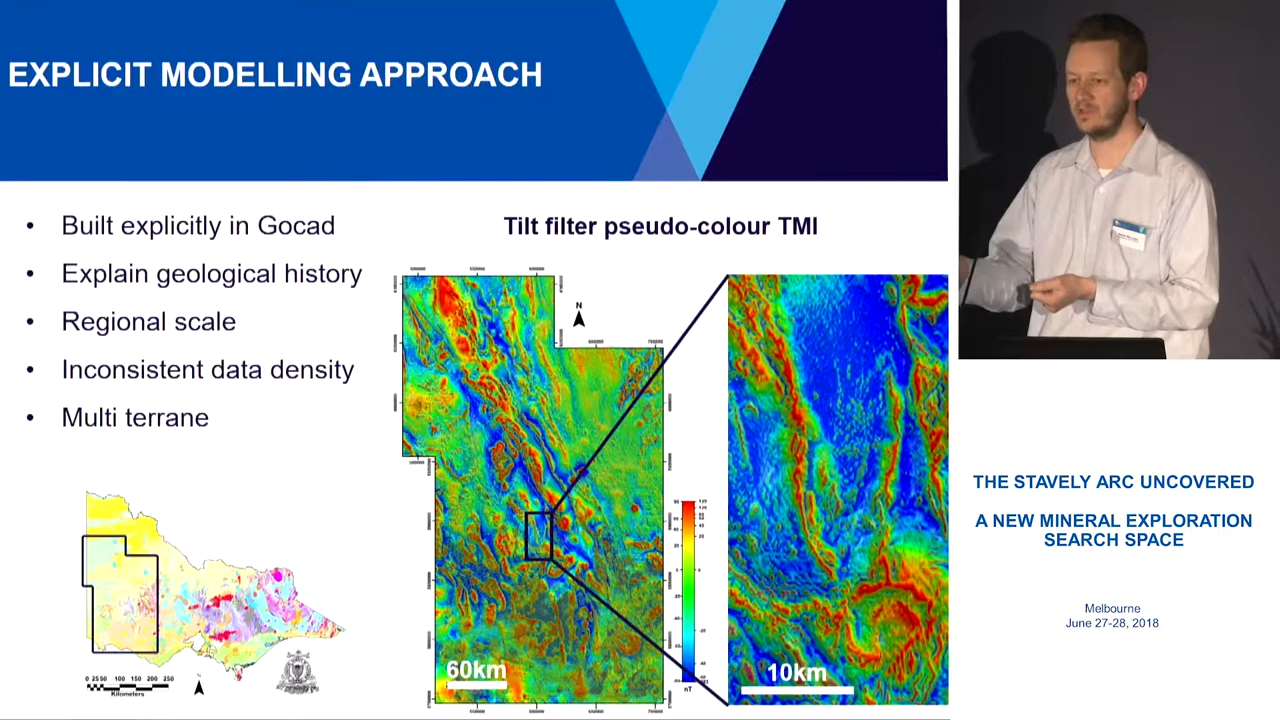 EXPLICIT MODELLING APPROACH
• Built explicitly in Gocad
• Explain geological history
• Regional scale
• Inconsistent data density
• Multi terrane
Tilt filter pseudo-colour TMI
N
60km
10km
nT
0 25 50 100 150 200 250
Kilometers
THE STAVELY ARC UNCOVERED
A NEW MINERAL EXPLORATION
SEARCH SPACE
Melbourne
June 27-28, 2018